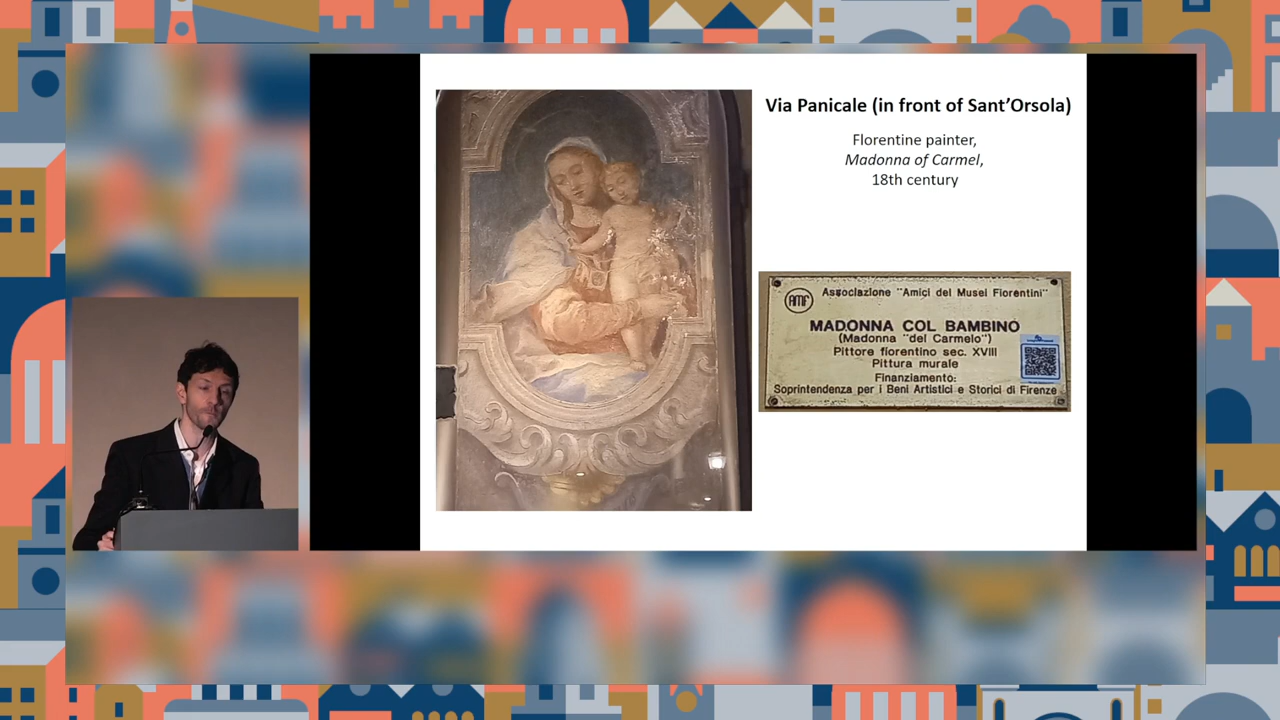 Via Panicale (in front of Sant'Orsola)
Florentine painter,
Madonna of Carmel,
18th century
AMF
Associazione "Amici dei Musei Fiorentini"
MADONNA COL BAMBINO
(Madonna "del Carmelo")
Pittore fiorentino sec. XVIII
Pittura murale
Finanziamento:
Soprintendenza per i Beni Artistici e Storici di Firenze